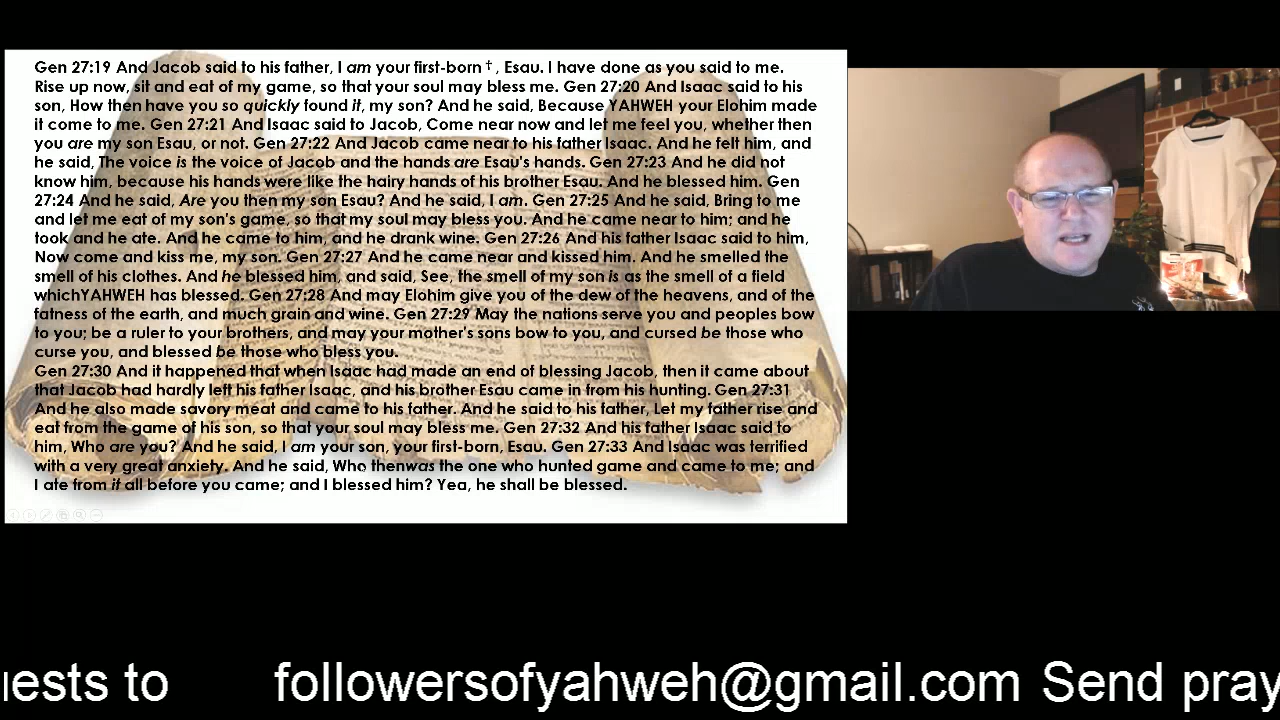 Gen 27:19 And Jacob said to his father, I am your first-born †, Esau. I have done as you said to me.
Rise up now, sit and eat of my game, so that your soul may bless me. Gen 27:20 And Isaac said to his
son, How then have you so quickly found it, my son? And he said, Because YAHWEH your Elohim made
it come to me. Gen 27:21 And Isaac said to Jacob, Come near now and let me feel you, whether then
you are my son Esau, or not. Gen 27:22 And Jacob came near to his father Isaac. And he felt him, and
he said, The voice is the voice of Jacob and the hands are Esau's hands. Gen 27:23 And he did not
know him, because his hands were like the hairy hands of his brother Esau. And he blessed him. Gen
27:24 And he said, Are you then my son Esau? And he said, I am. Gen 27:25 And he said, Bring to me
and let me eat of my son's game, so that my soul may bless you. And he came near to him; and he
took and he ate. And he came to him, and he drank wine. Gen 27:26 And his father Isaac said to him,
Now come and kiss me, my son. Gen 27:27 And he came near and kissed him. And he smelled the
smell of his clothes. And he blessed him, and said, See, the smell of my son is as the smell of a field
whichYAHWEH has blessed. Gen 27:28 And may Elohim give you of the dew of the heavens, and of the
fatness of the earth, and much grain and wine. Gen 27:29 May the nations serve you and peoples bow
to you; be a ruler to your brothers, and may your mother's sons bow to you, and cursed be those who
curse you, and blessed be those who bless you.
Gen 27:30 And it happened that when Isaac had made an end of blessing Jacob, then it came about
that Jacob had hardly left his father Isaac, and his brother Esau came in from his hunting. Gen 27:31
And he also made savory meat and came to his father. And he said to his father, Let my father rise and
eat from the game of his son, so that your soul may bless me. Gen 27:32 And his father Isaac said to
him, Who are you? And he said, I am your son, your first-born, Esau. Gen 27:33 And Isaac was terrified
with a very great anxiety. And he said, Who thenwas the one who hunted game and came to me; and
I ate from it all before you came; and I blessed him? Yea, he shall be blessed.
uests to followersofyahweh@gmail.com Send pray